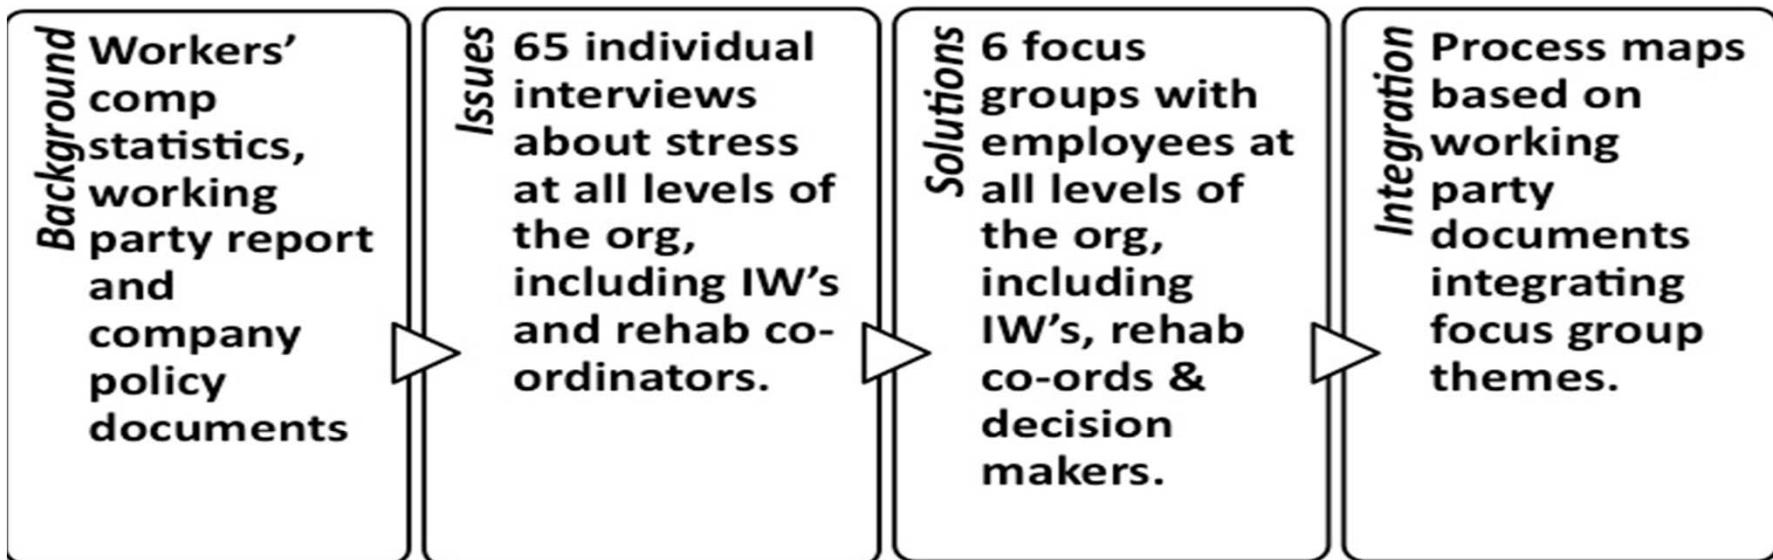 Background
Workers’
comp
statistics,
working
party report
and
company
policy
documents
Issues
65 individual
interviews
about stress
at all levels of
the org,
including IW’s
and rehab co-
ordinators.
Solutions
6 focus
groups with
employees at
all levels of
the org,
including
IW’s, rehab
co-ords &
decision
makers.
Integration
Process maps
based on
working
party
documents
integrating
focus group
themes.